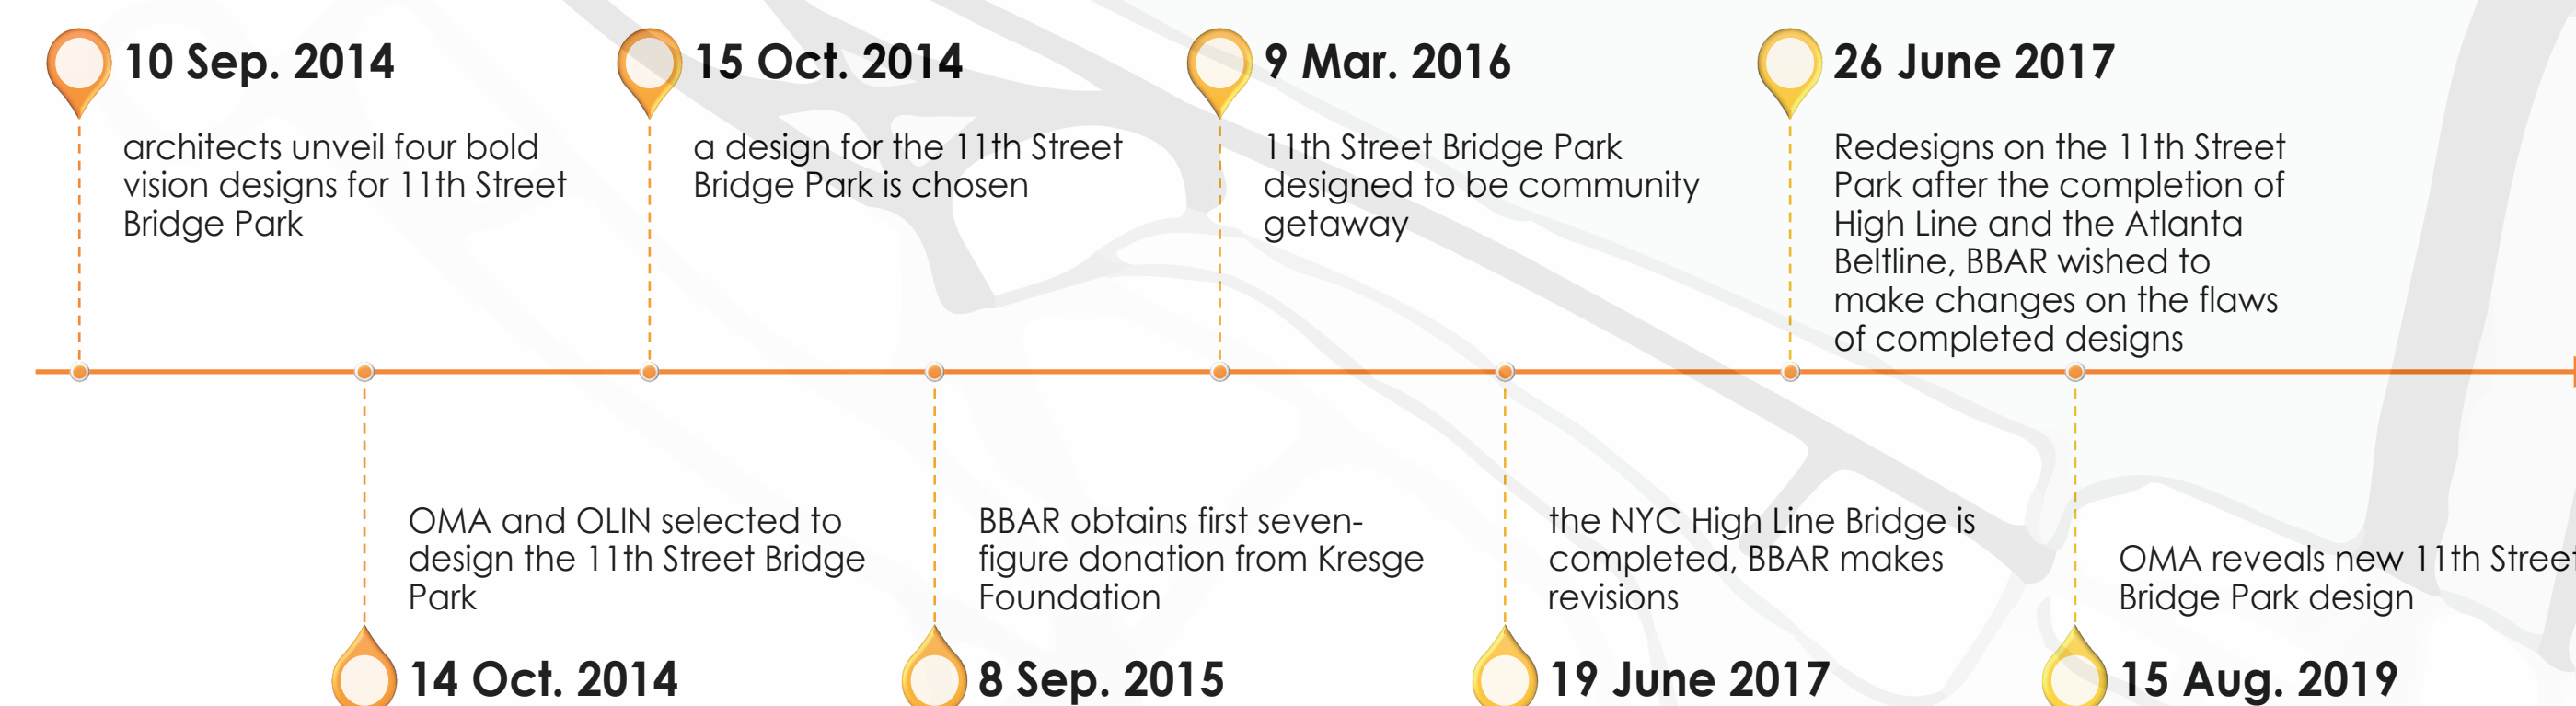 10 Sep. 2014
architects unveil four bold
vision designs for 11th Street
Bridge Park
15 Oct. 2014
a design for the 11th Street
Bridge Park is chosen
9 Mar. 2016
11th Street Bridge Park
designed to be community
getaway
26 June 2017
Redesigns on the 11th Street
Park after the completion of
High Line and the Atlanta
Beltline, BBAR wished to
make changes on the flaws
of completed designs
OMA and OLIN selected to
design the 11th Street Bridge
Park
14 Oct. 2014
BBAR obtains first seven-
figure donation from Kresge
Foundation
8 Sep. 2015
the NYC High Line Bridge is
completed, BBAR makes
revisions
19 June 2017
OMA reveals new 11th Street
Bridge Park design
15 Aug. 2019